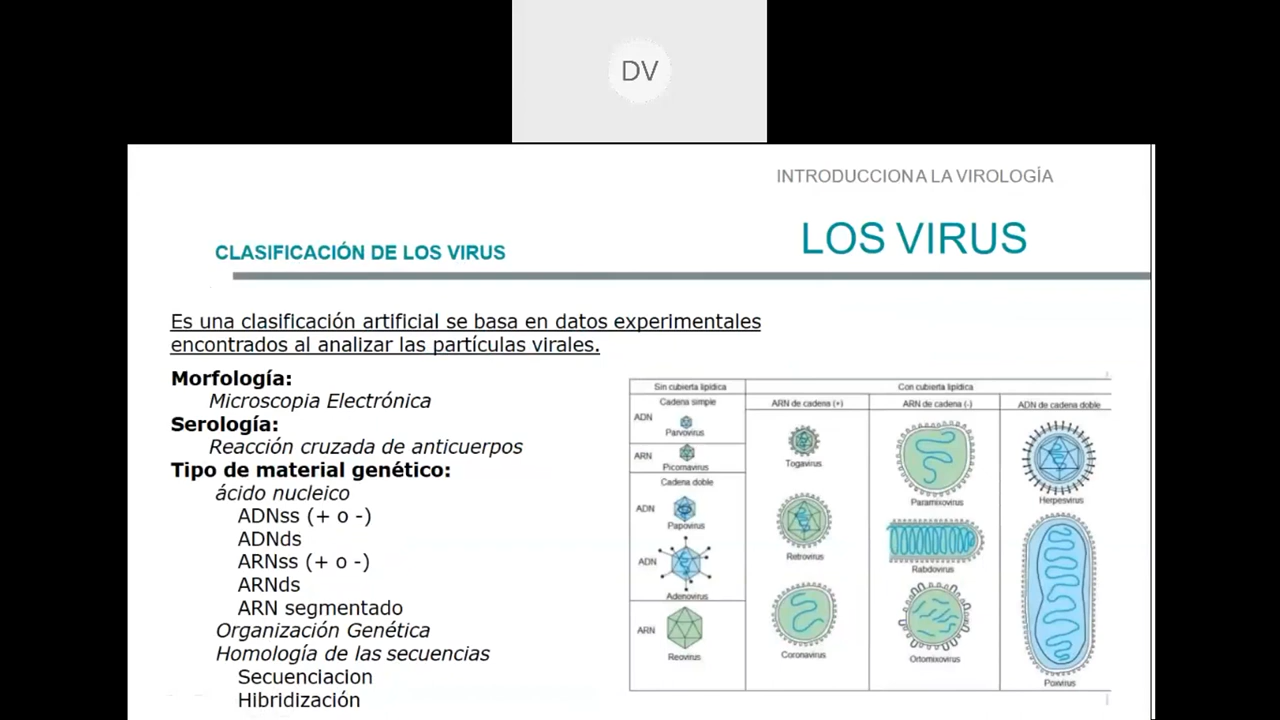 DV
INTRODUCCION A LA VIROLOGÍA
LOS VIRUS
CLASIFICACIÓN DE LOS VIRUS
Es una clasificación artificial se basa en datos experimentales
encontrados al analizar las partículas virales.
Morfología:
Microscopia Electrónica
Serología:
Reacción cruzada de anticuerpos
Tipo de material genético:
ácido nucleico
ADNss (+ o -)
ADNds
ARNss (+ o -)
ARNds
ARN segmentado
Organización Genética
Homología de las secuencias
Secuenciacion
Hibridización
Sin cubierta lipídica
Con cubierta lipídica
Cadena simple
ARN de cadena (+)
ARN de cadena (-)
ADN de cadena doble
ADN
Parvovirus
ARN
Picornavirus
Cadena doble
ADN
Papovirus
ADN
Adenovirus
ARN
Reovirus
Togavirus
Retrovirus
Coronavirus
Paramixovirus
Rabdovirus
Ortomixovirus
Herpesvirus
Poxvirus